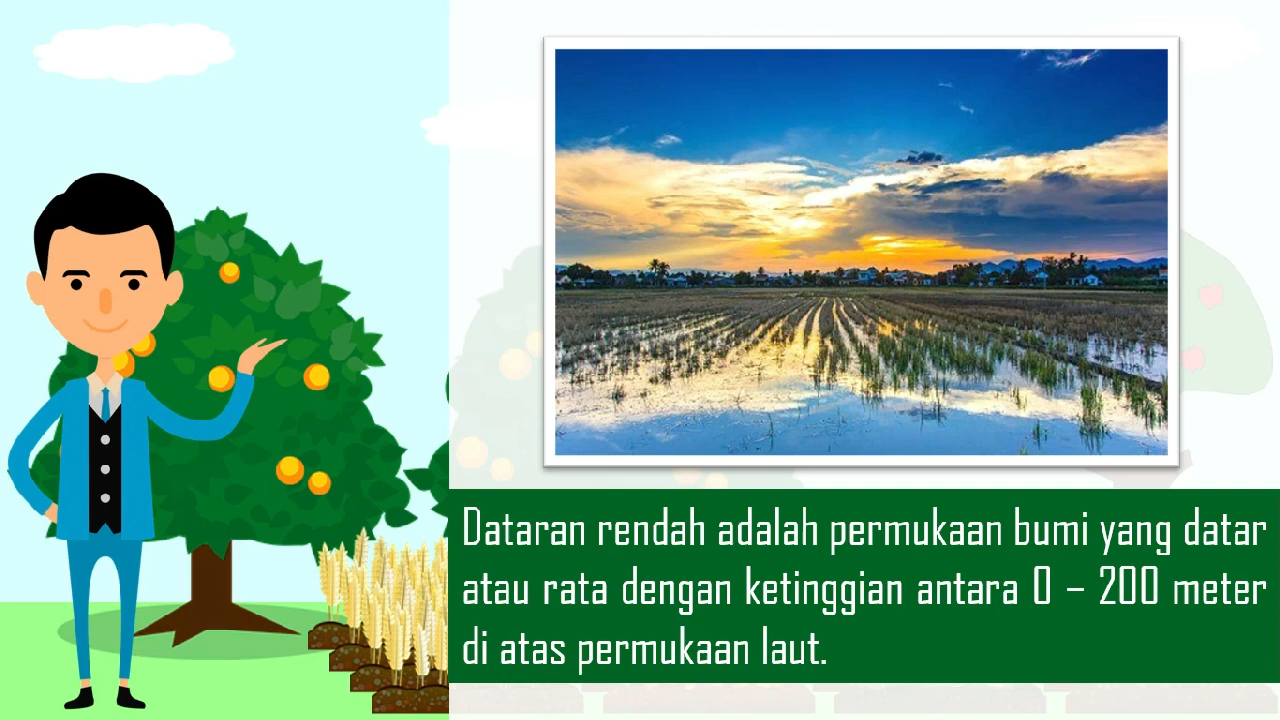 Dataran rendah adalah permukaan bumi yang datar
atau rata dengan ketinggian antara 0 – 200 meter
di atas permukaan laut.